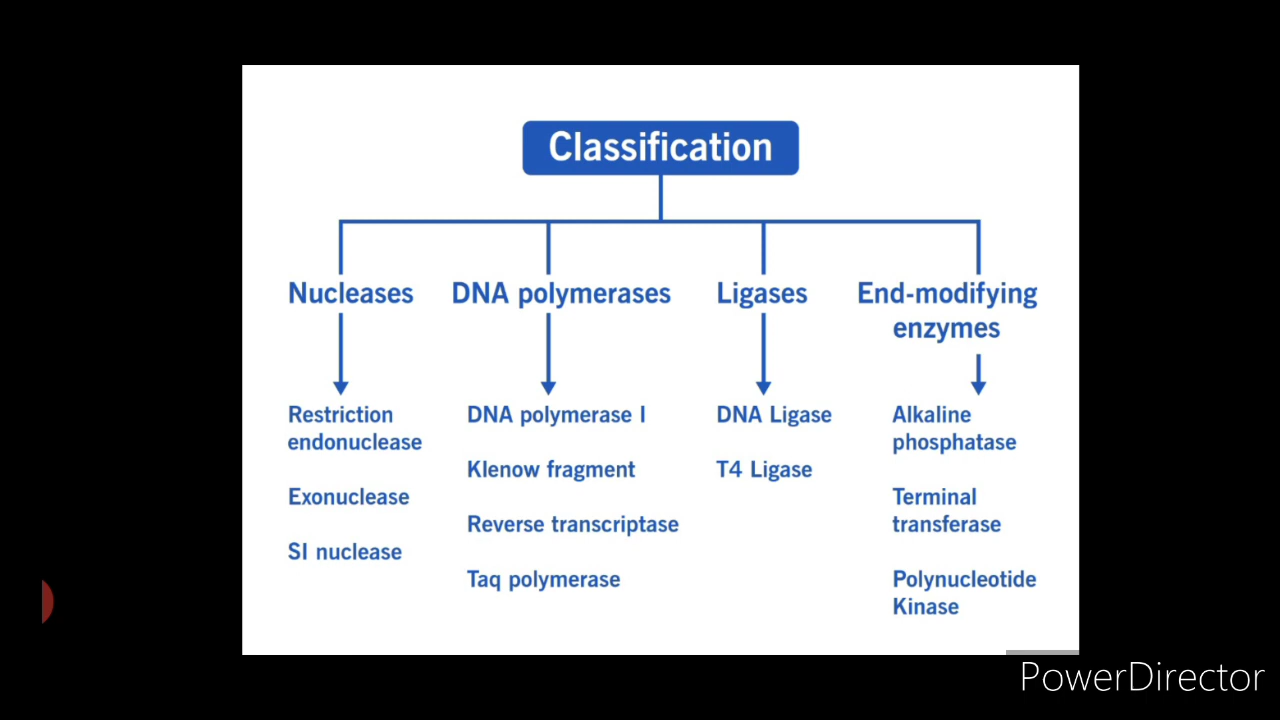 Classification
Nucleases
DNA polymerases
Ligases
End-modifying
enzymes
Restriction
endonuclease
Exonuclease
SI nuclease
DNA polymerase I
Klenow fragment
Reverse transcriptase
Taq polymerase
DNA Ligase
T4 Ligase
Alkaline
phosphatase
Terminal
transferase
Polynucleotide
Kinase
PowerDirector